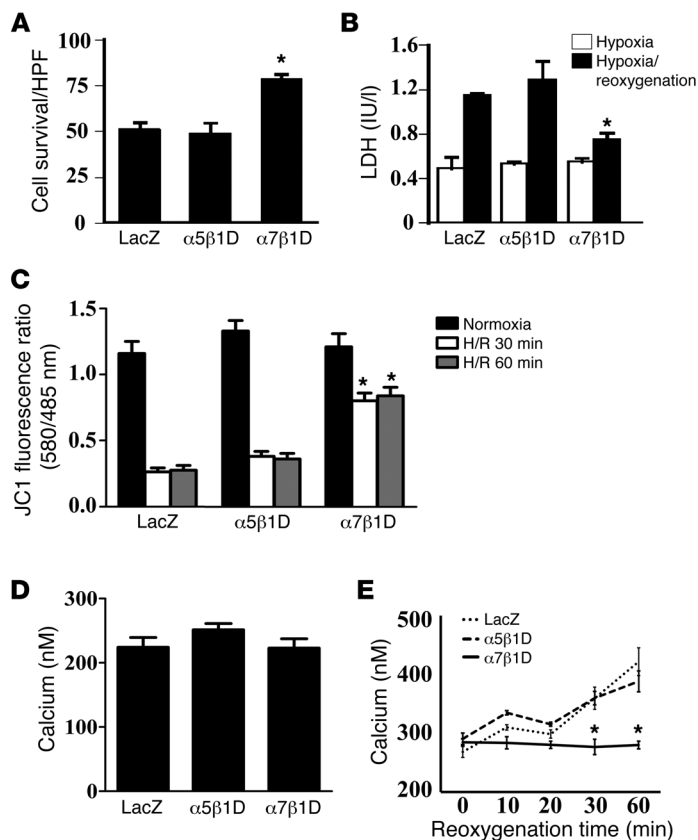 A
Cell survival/HPF
100
75
50
25
0
LacZ α5β1D α7β1D
*
B
LDH (IU/l)
1.6
1.2
0.8
0.4
0
LacZ α5β1D α7β1D
*
Hypoxia
Hypoxia/
reoxygenation
C
JC1 fluorescence ratio
(580/485 nm)
1.5
1.0
0.5
0.0
LacZ α5β1D α7β1D
* *
Normoxia
H/R 30 min
H/R 60 min
D
Calcium (nM)
300
200
100
0
LacZ α5β1D α7β1D
E
Calcium (nM)
500
400
300
200
LacZ
α5β1D
α7β1D
* *
0 10 20 30 60
Reoxygenation time (min)